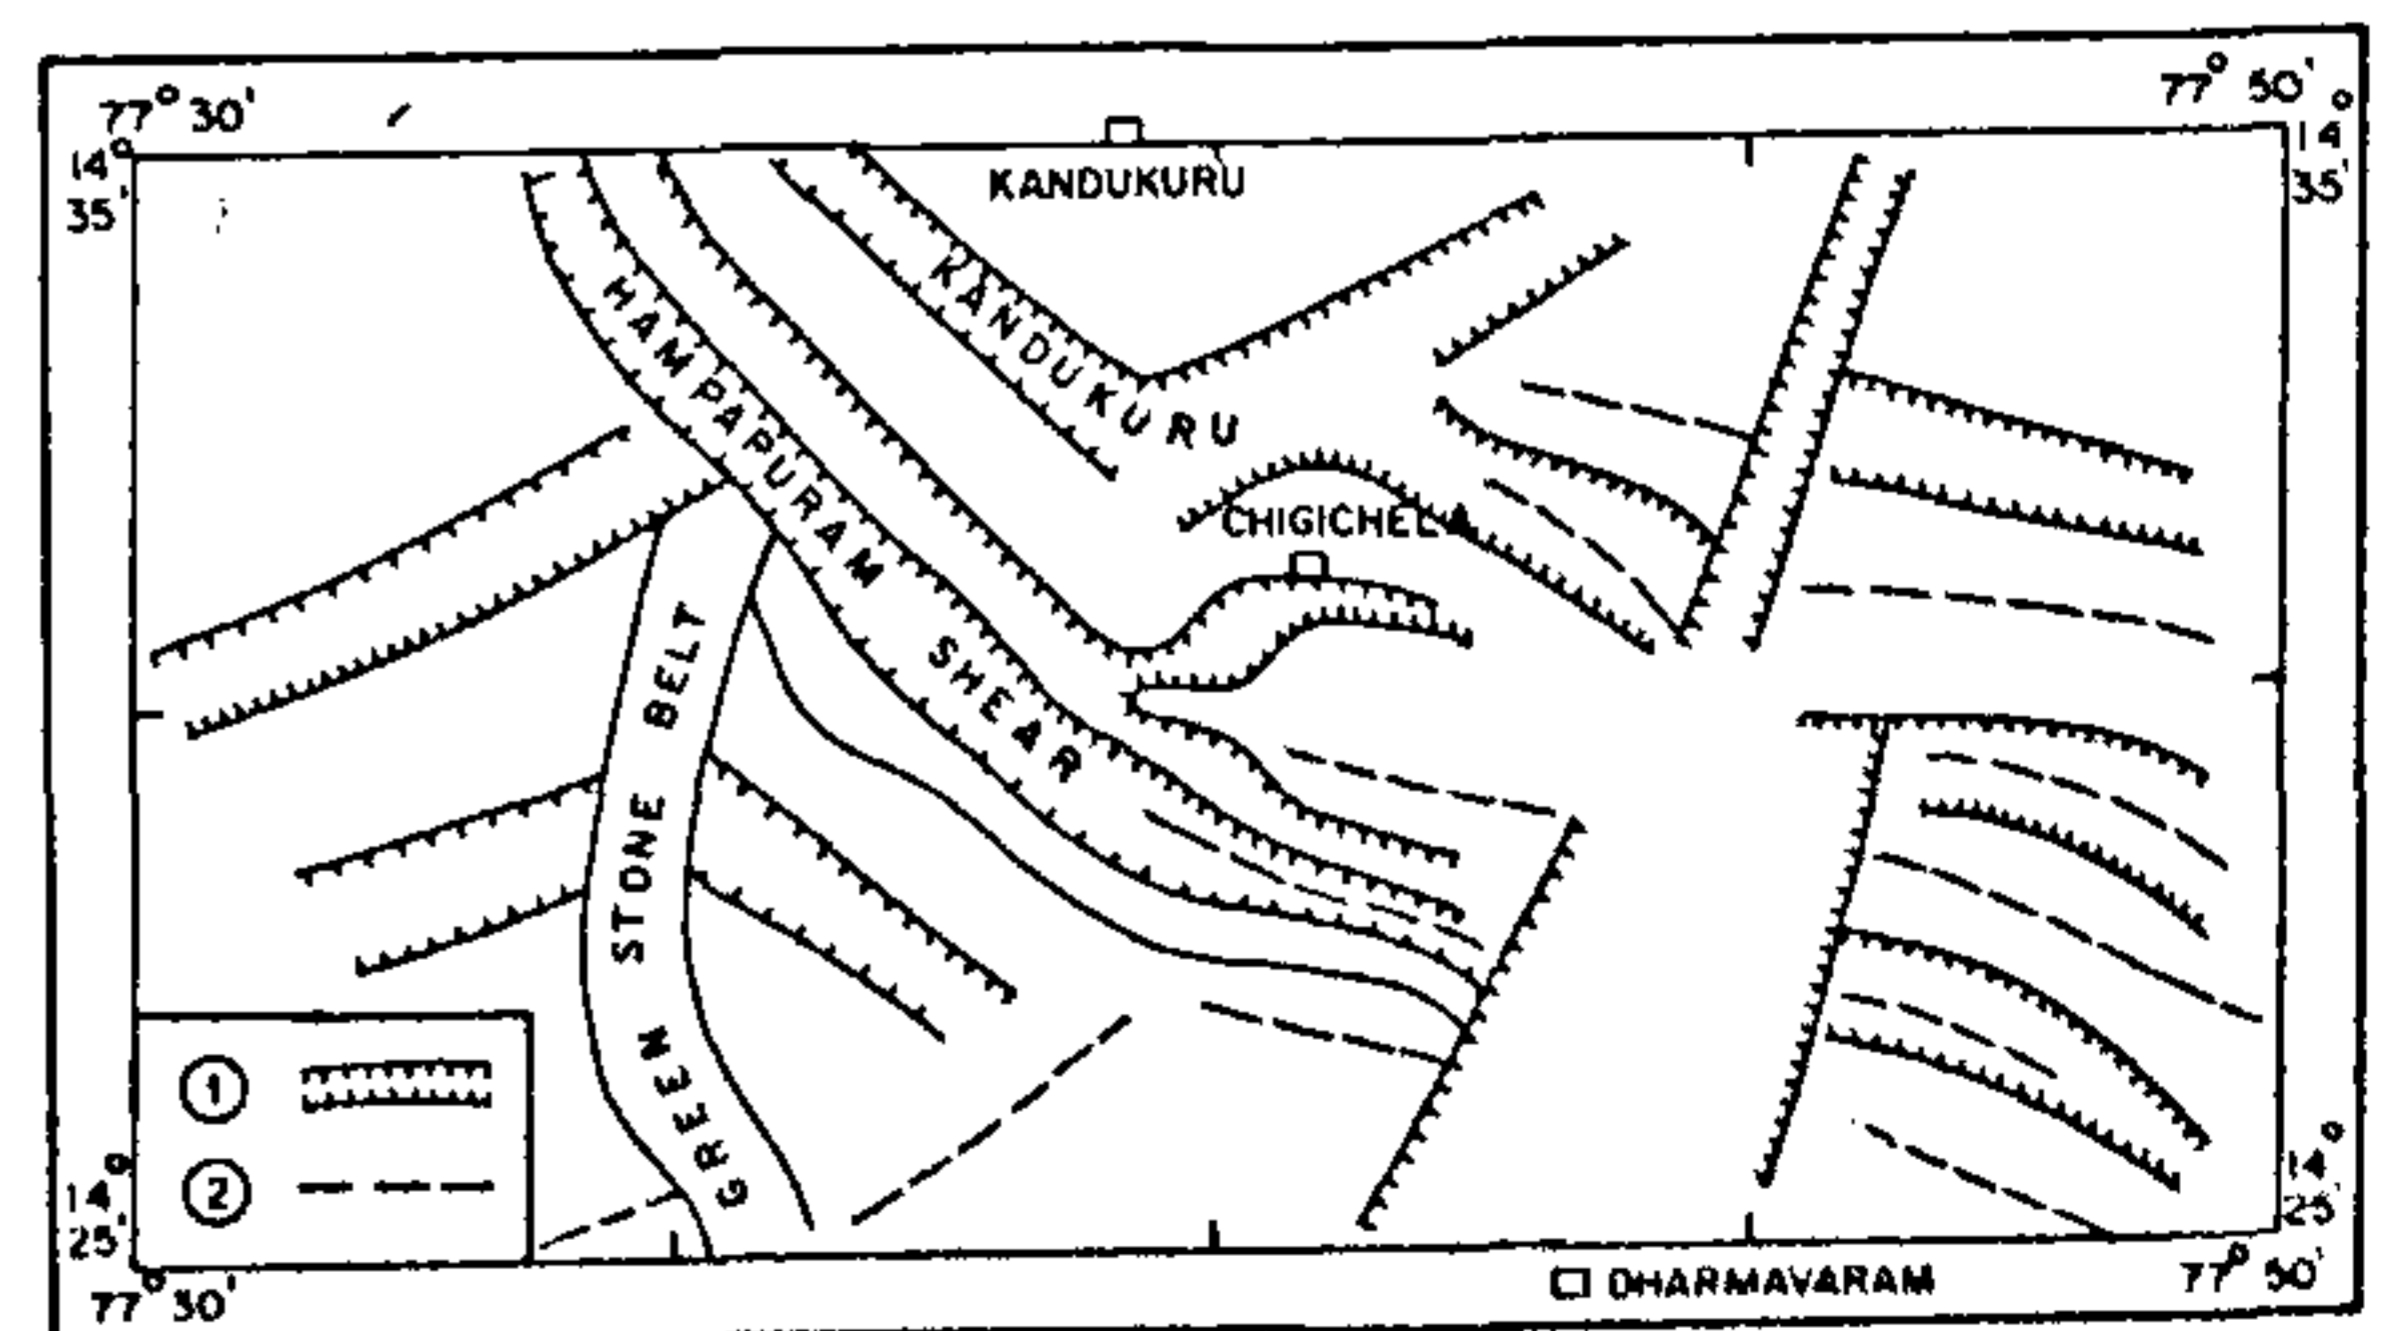 77° 30'
77° 50'
14°
35'
14°
35'
KANDUKURU
KANDUKURU
HAMPAPURAM SHEAR
CHIGICHEL
GREEN STONE BELT
1
2
14°
25'
14°
25'
77° 30'
77° 50'
DHARMAVARAM